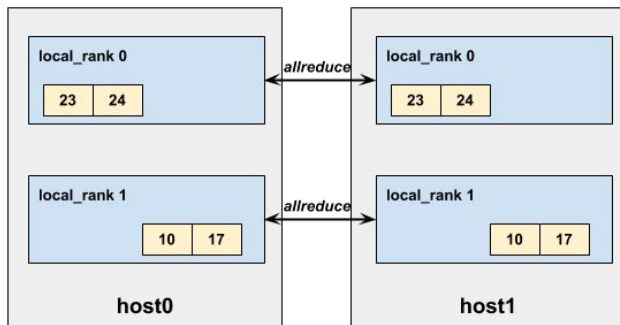 local_rank 0
23 24
allreduce
local_rank 0
23 24
local_rank 1
10 17
allreduce
local_rank 1
10 17
host0
host1